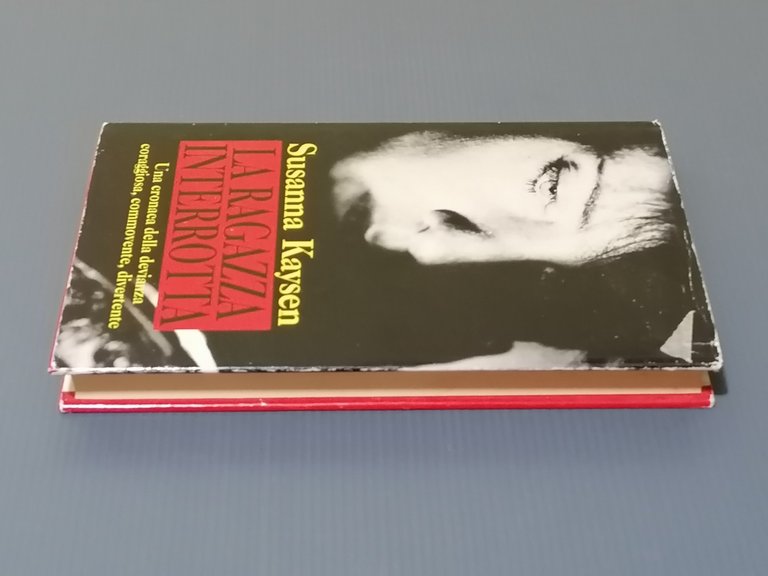 Susanna Kaysen
LA RAGAZZA
INTERROTTA
Una cronaca della devianza
coraggiosa, commovente, divertente